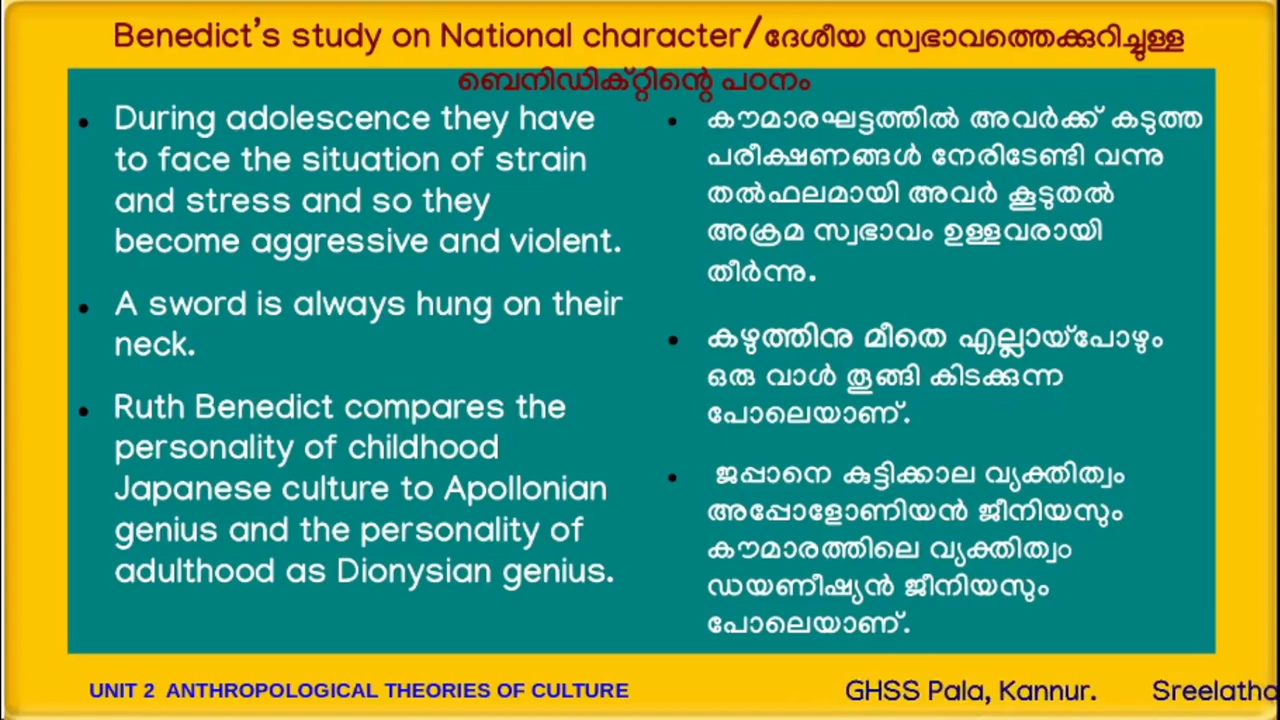 Benedict's study on National character/ദേശീയ സ്വഭാവത്തെക്കുറിച്ചുള്ള
ബെനിഡിക്റ്റിന്റെ പഠനം
• During adolescence they have
to face the situation of strain
and stress and so they
become aggressive and violent.
• A sword is always hung on their
neck.
• Ruth Benedict compares the
personality of childhood
Japanese culture to Apollonian
genius and the personality of
adulthood as Dionysian genius.
• കൗമാരഘട്ടത്തിൽ അവർക്ക് കടുത്ത
പരീക്ഷണങ്ങൾ നേരിടേണ്ടി വന്നു
തൽഫലമായി അവർ കൂടുതൽ
അക്രമ സ്വഭാവം ഉള്ളവരായി
തീർന്നു.
• കഴുത്തിനു മീതെ എല്ലായ്പോഴും
ഒരു വാൾ തൂങ്ങി കിടക്കുന്ന
പോലെയാണ്.
• ജപ്പാനെ കുട്ടിക്കാല വ്യക്തിത്വം
അപ്പോളോണിയൻ ജീനിയസും
കൗമാരത്തിലെ വ്യക്തിത്വം
ഡയണീഷ്യൻ ജീനിയസും
പോലെയാണ്.
UNIT 2 ANTHROPOLOGICAL THEORIES OF CULTURE
GHSS Pala, Kannur. Sreelatha